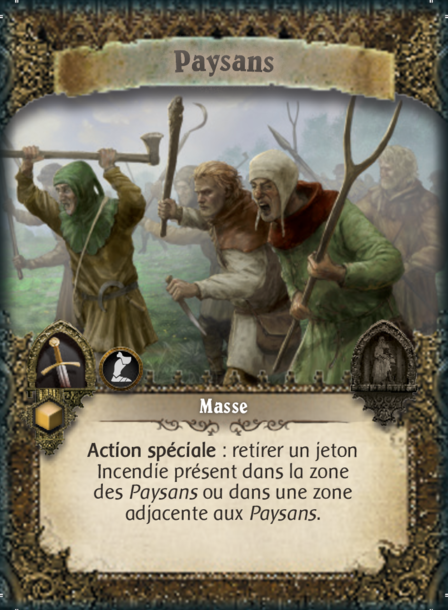 Paysans
Masse
Action spéciale : retirer un jeton
Incendie présent dans la zone
des Paysans ou dans une zone
adjacente aux Paysans.